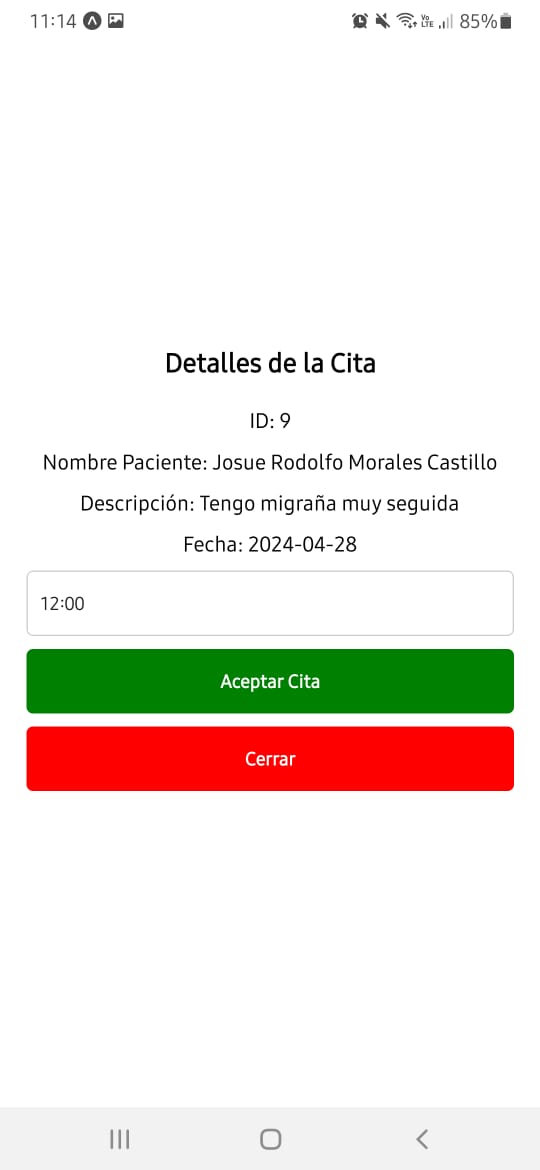 11:14
Vo
LTE
85%
Detalles de la Cita
ID: 9
Nombre Paciente: Josue Rodolfo Morales Castillo
Descripción: Tengo migraña muy seguida
Fecha: 2024-04-28
12:00
Aceptar Cita
Cerrar